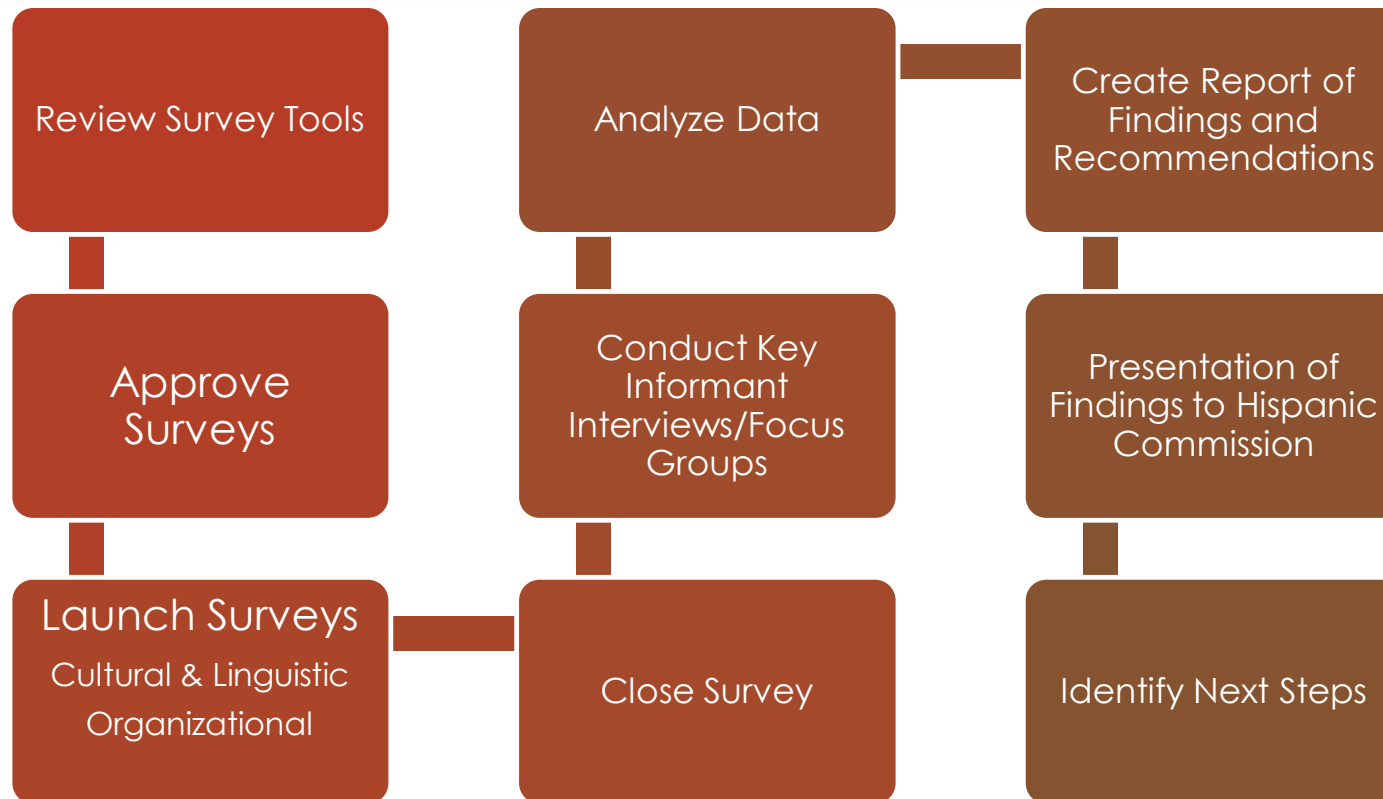 Review Survey Tools
Approve
Surveys
Launch Surveys
Cultural & Linguistic
Organizational
Close Survey
Conduct Key
Informant
Interviews/Focus
Groups
Analyze Data
Create Report of
Findings and
Recommendations
Presentation of
Findings to Hispanic
Commission
Identify Next Steps